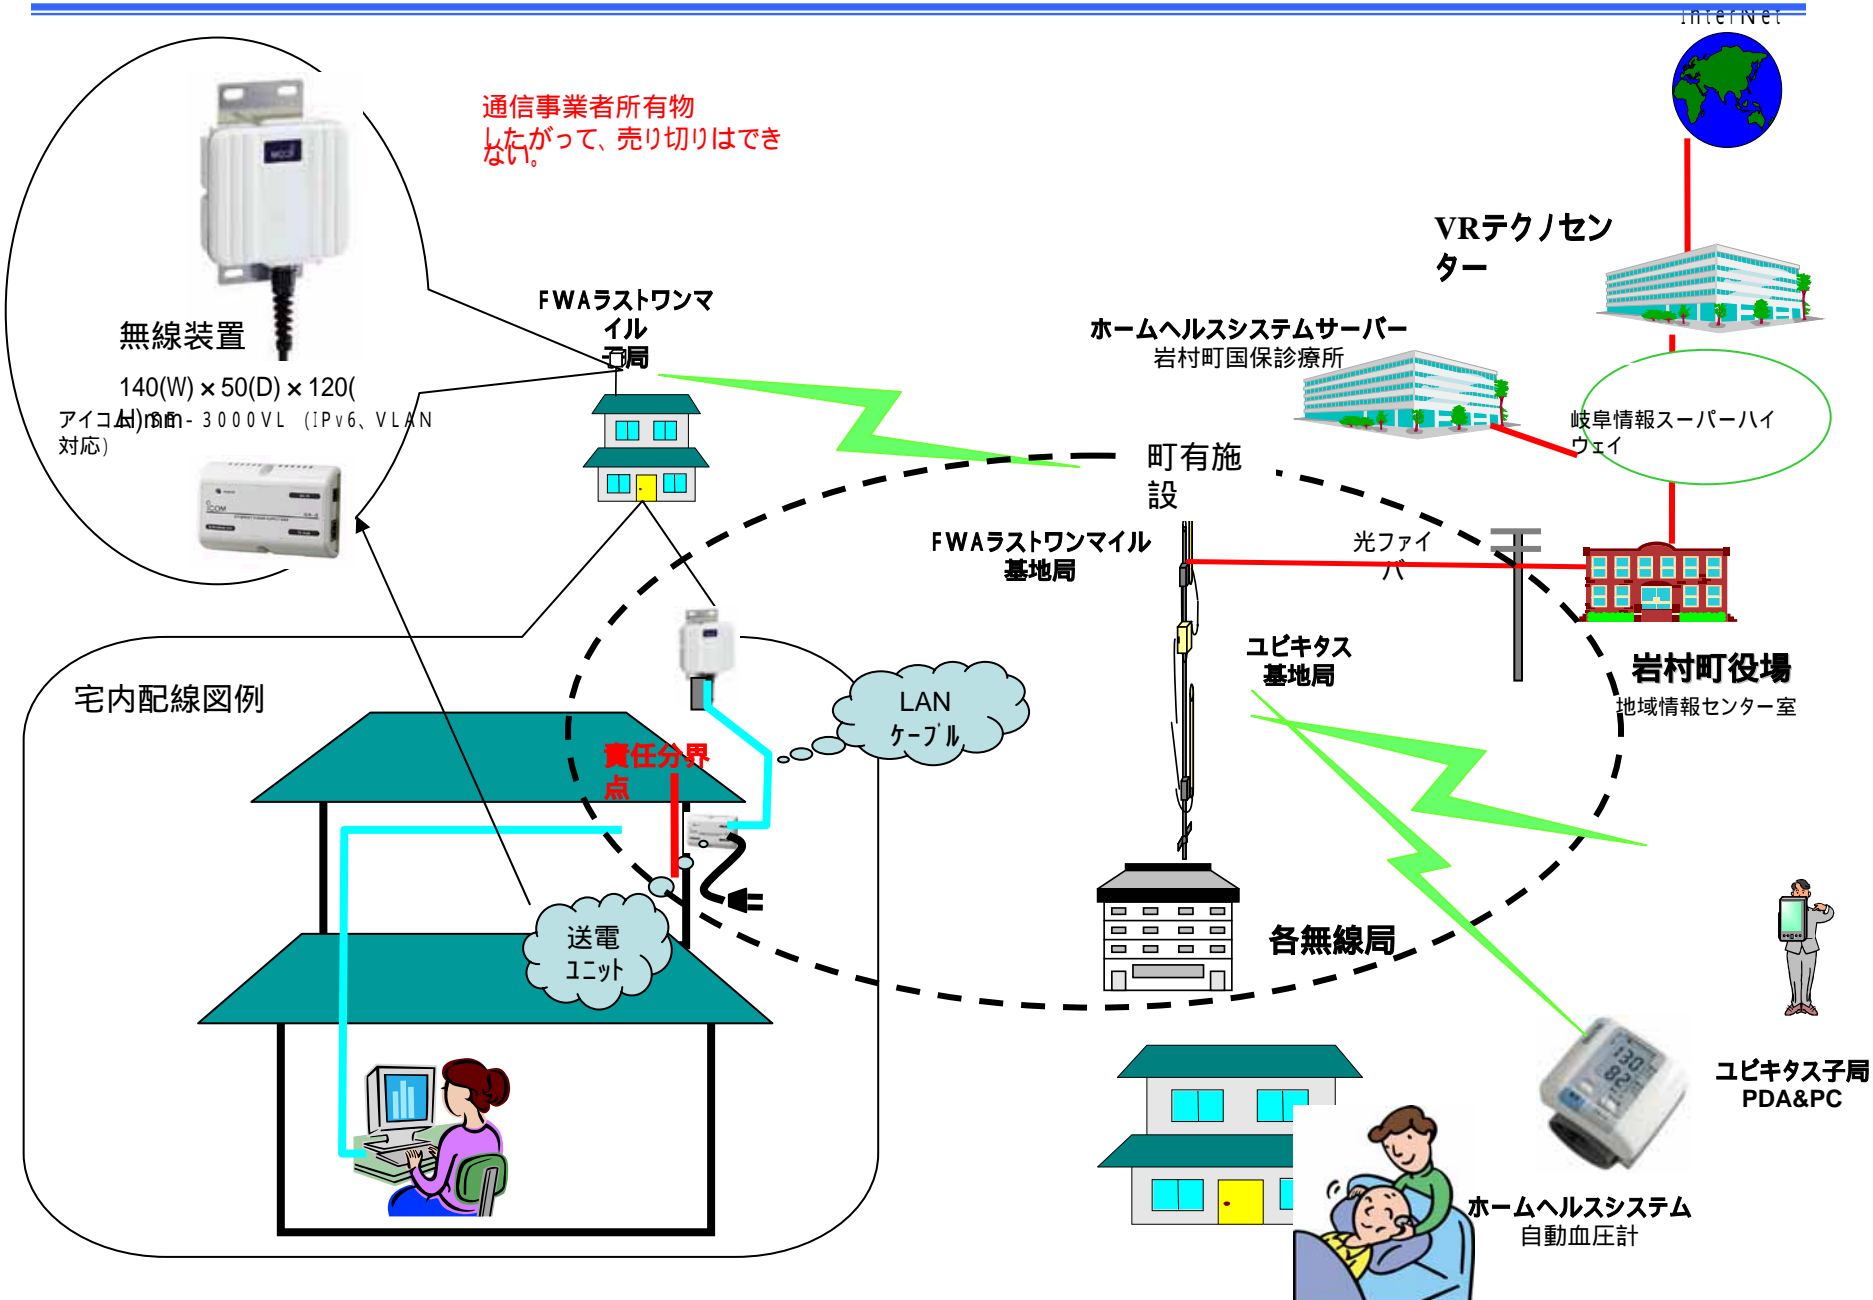 InterNet
通信事業者所有物
したがって、売り切りはでき
ない。
VRテクノセン
ター
FWAラストワンマ
イル
子局
ホームヘルスシステムサーバー
岩村町国保診療所
無線装置
140(W) × 50(D) × 120(
H)mm
アイコム
- 3000VL (IPv6、VLAN
対応)
岐阜情報スーパーハイ
ウェイ
町有施
設
ICOM
FWAラストワンマイル
基地局
光ファイ
バ
ユビキタス
基地局
岩村町役場
地域情報センター室
宅内配線図例
LAN
ケーブル
責任分界
点
送電
ユニット
各無線局
130
82
ユビキタス子局
PDA&PC
ホームヘルスシステム
自動血圧計